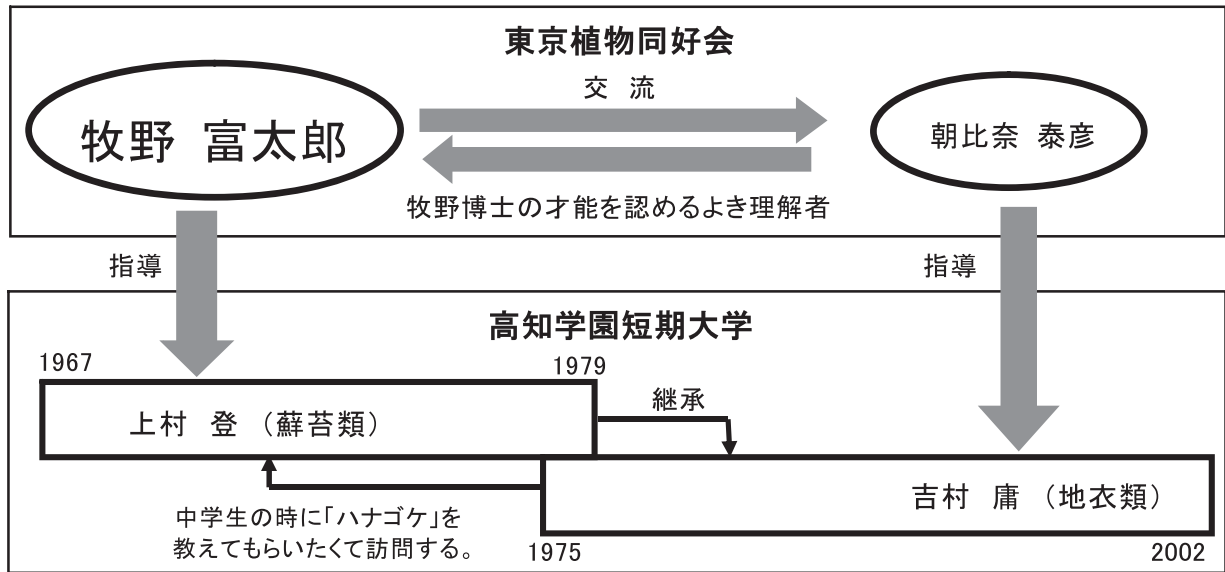 東京植物同好会
交 流
牧野 富太郎
朝比奈 泰彦
牧野博士の才能を認めるよき理解者
指導
指導
高知学園短期大学
1967
1979
継承
上村 登 (蘇苔類)
吉村 庸 (地衣類)
中学生の時に「ハナゴケ」を
教えてもらいたくて訪問する。
1975
2002